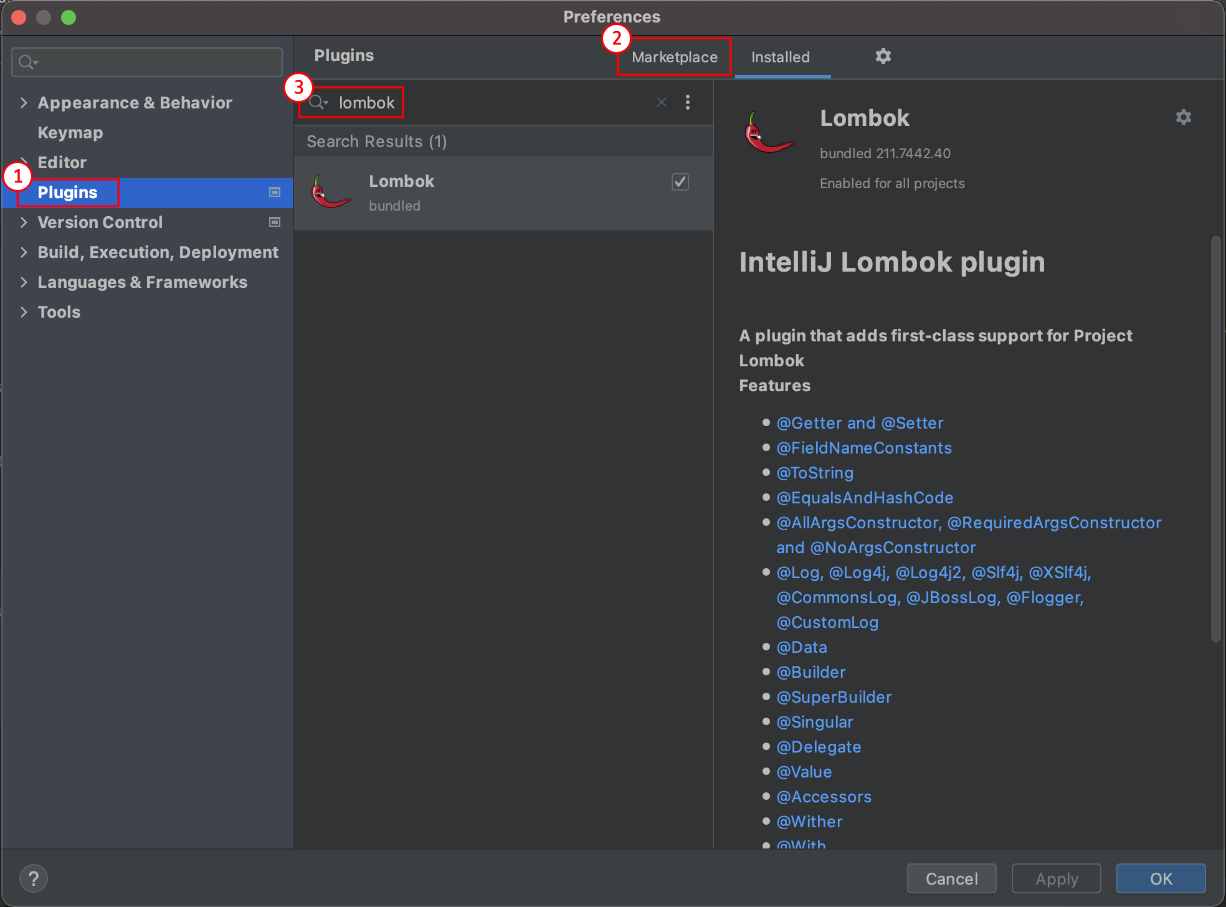 Preferences
Appearance & Behavior
Keymap
Editor
1
Plugins
Version Control
Build, Execution, Deployment
Languages & Frameworks
Tools
Plugins
2
Marketplace
Installed
3
lombok
Search Results (1)
Lombok
bundled
Lombok
bundled 211.7442.40
Enabled for all projects
IntelliJ Lombok plugin
A plugin that adds first-class support for Project
Lombok
Features
@Getter and @Setter
@FieldNameConstants
@ToString
@EqualsAndHashCode
@AllArgsConstructor, @RequiredArgsConstructor
and @NoArgsConstructor
@Log, @Log4j, @Log4j2, @Slf4j, @XSlf4j,
@CommonsLog, @JBossLog, @Flogger,
@CustomLog
@Data
@Builder
@SuperBuilder
@Singular
@Delegate
@Value
@Accessors
@Wither
@With
?
Cancel
Apply
OK